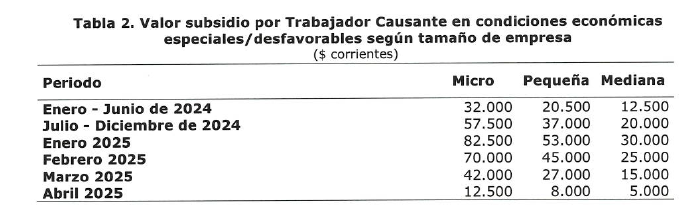 Tabla 2. Valor subsidio por Trabajador Causante en condiciones económicas
especiales/desfavorables según tamaño de empresa
($ corrientes)
Periodo Micro Pequeña Mediana
Enero - Junio de 2024 32.000 20.500 12.500
Julio - Diciembre de 2024 57.500 37.000 20.000
Enero 2025 82.500 53.000 30.000
Febrero 2025 70.000 45.000 25.000
Marzo 2025 42.000 27.000 15.000
Abril 2025 12.500 8.000 5.000